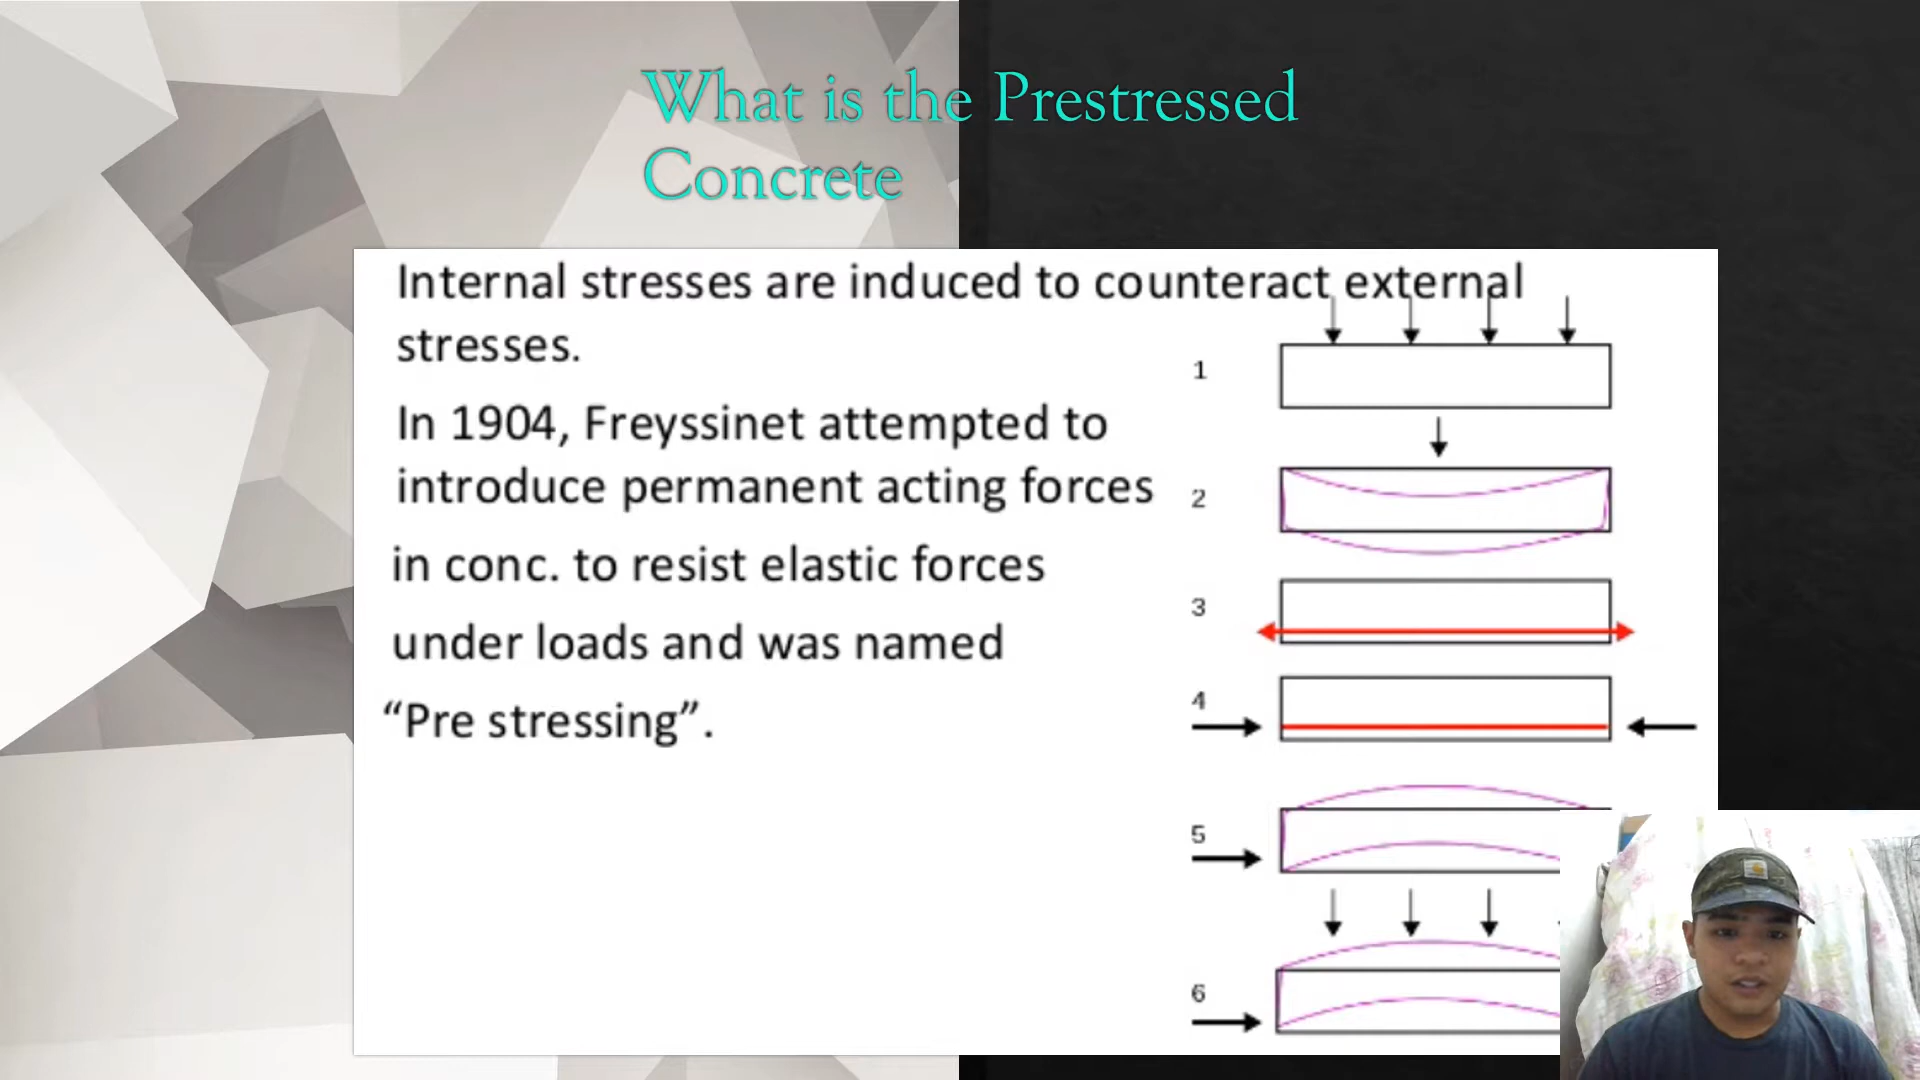 What is the Prestressed
Concrete
Internal stresses are induced to counteract external
stresses.
In 1904, Freyssinet attempted to
introduce permanent acting forces
in conc. to resist elastic forces
under loads and was named
“Pre stressing”.
1
2
3
4
5
6